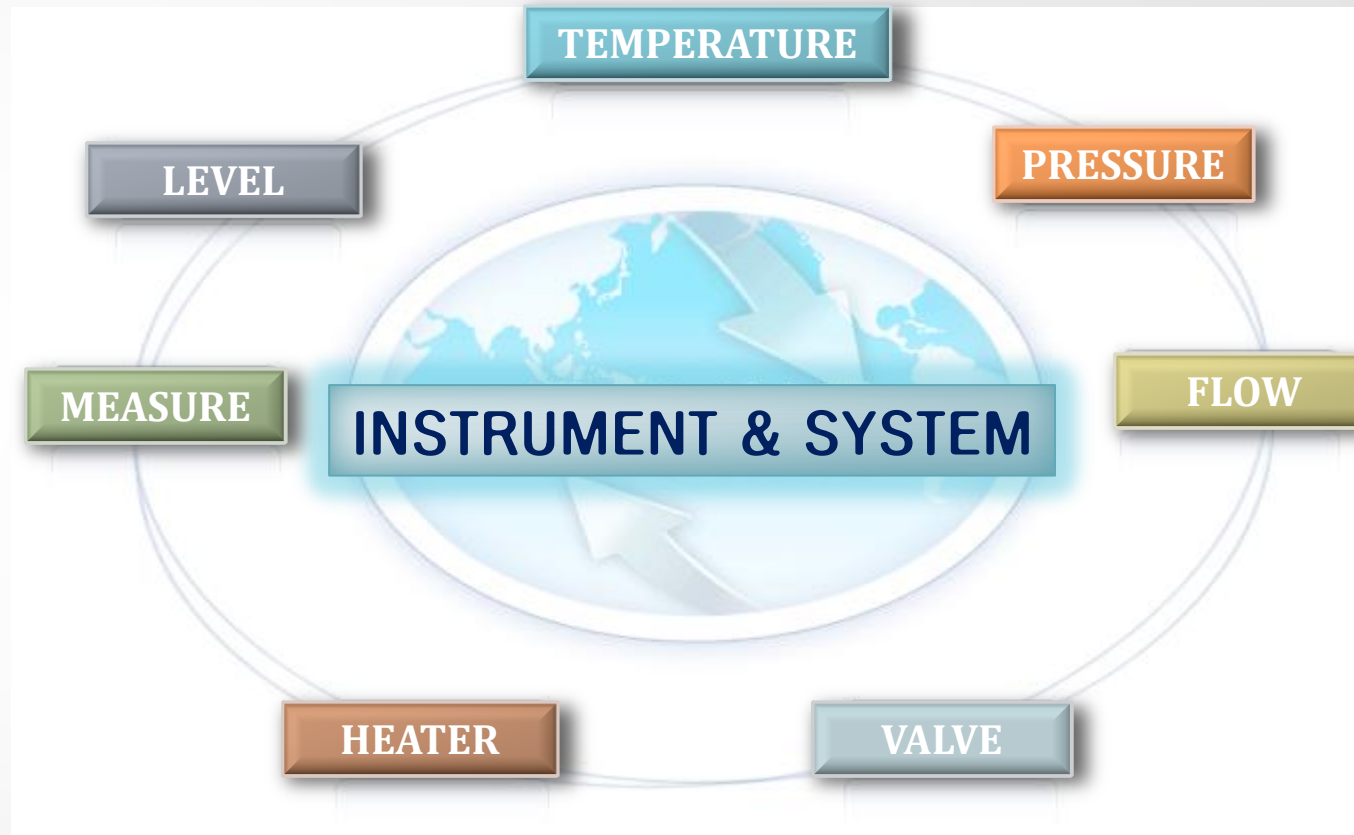 TEMPERATURE
PRESSURE
LEVEL
MEASURE
INSTRUMENT & SYSTEM
FLOW
HEATER
VALVE